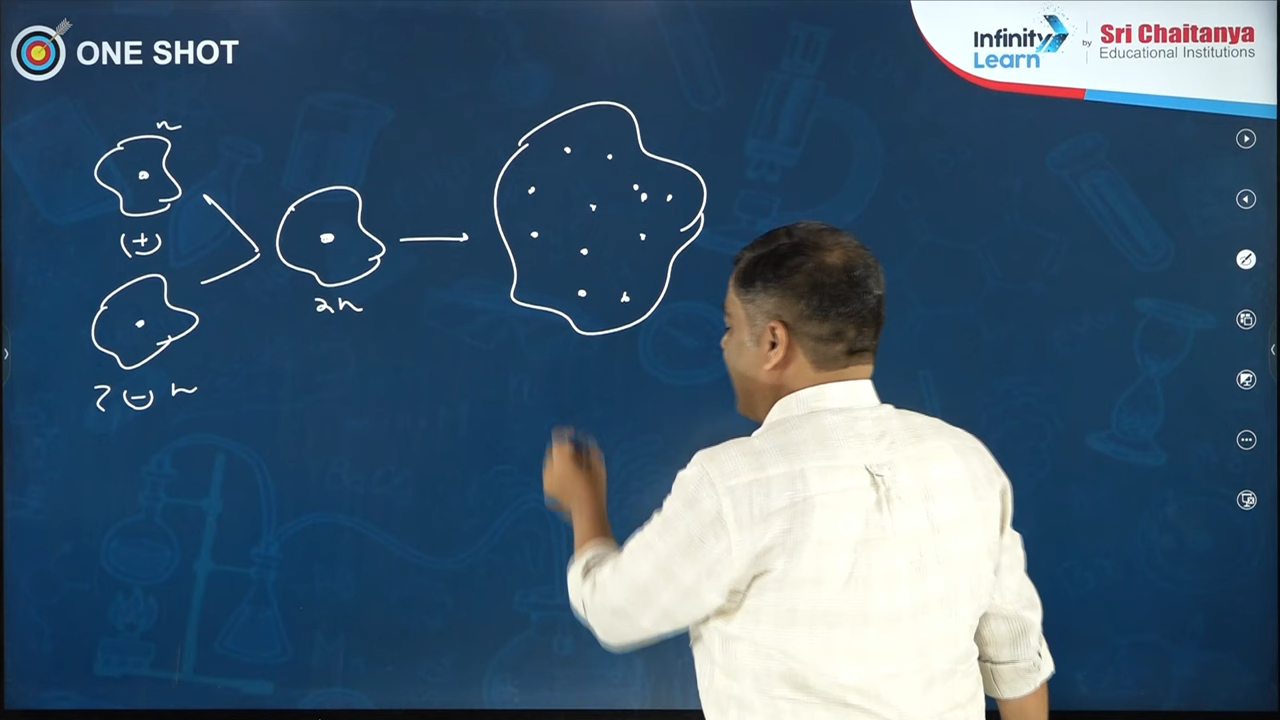 ONE SHOT
Infinity Learn by Sri Chaitanya Educational Institutions
n
(+)
2n
(-) n